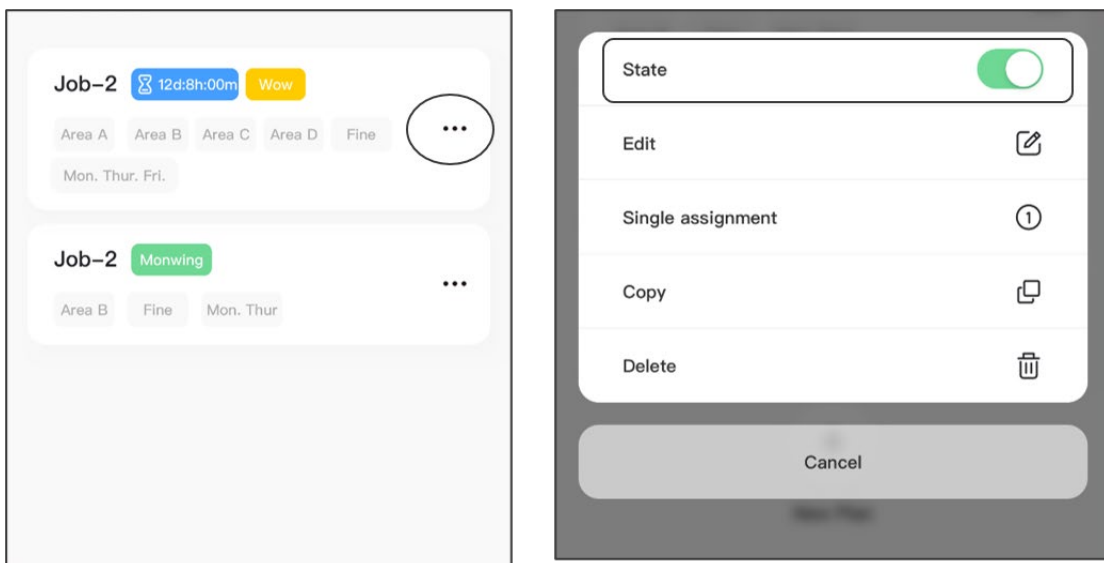 Job-2 12d:8h:00m Wow
Area A Area B Area C Area D Fine
Mon. Thur. Fri.
Job-2 Monwing
Area B Fine Mon. Thur
State
Edit
Single assignment 1
Copy
Delete
Cancel